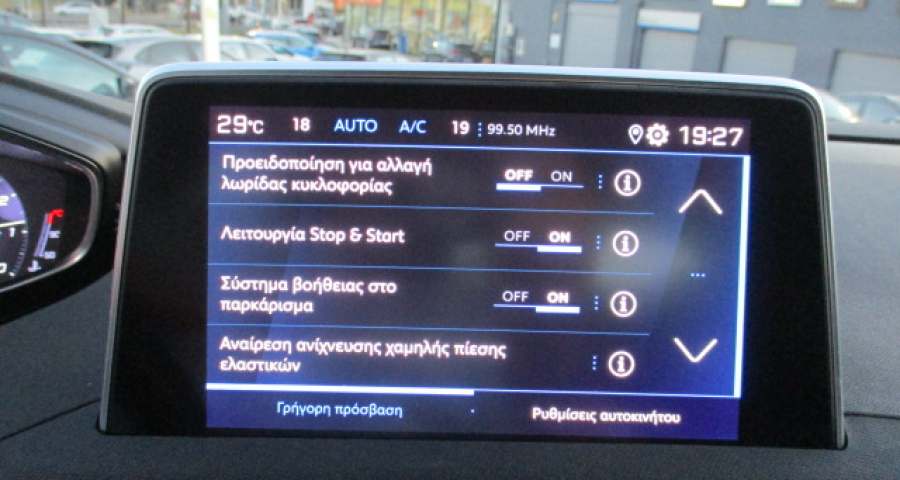 29°C 18 AUTO A/C 19 99.50 MHz 19:27
Προειδοποίηση για αλλαγή
λωρίδας κυκλοφορίας
OFF ON
Λειτουργία Stop & Start
OFF ON
Σύστημα βοήθειας στο
παρκάρισμα
OFF ON
Αναίρεση ανίχνευσης χαμηλής πίεσης
ελαστικών
Γρήγορη πρόσβαση
Ρυθμίσεις αυτοκινήτου